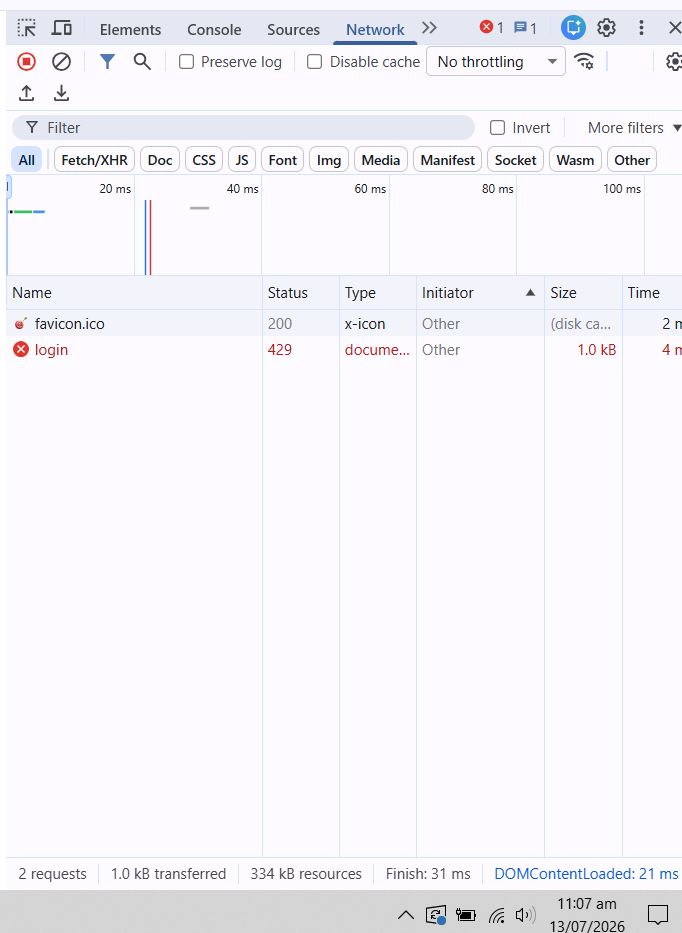 Elements Console Sources Network 1 1
Preserve log Disable cache No throttling
Filter Invert More filters
All Fetch/XHR Doc CSS JS Font Img Media Manifest Socket Wasm Other
20 ms 40 ms 60 ms 80 ms 100 ms
Name Status Type Initiator Size Time
favicon.ico 200 x-icon Other (disk ca... 2 m
login 429 docume... Other 1.0 kB 4 m
2 requests 1.0 kB transferred 334 kB resources Finish: 31 ms DOMContentLoaded: 21 ms
11:07 am
13/07/2026